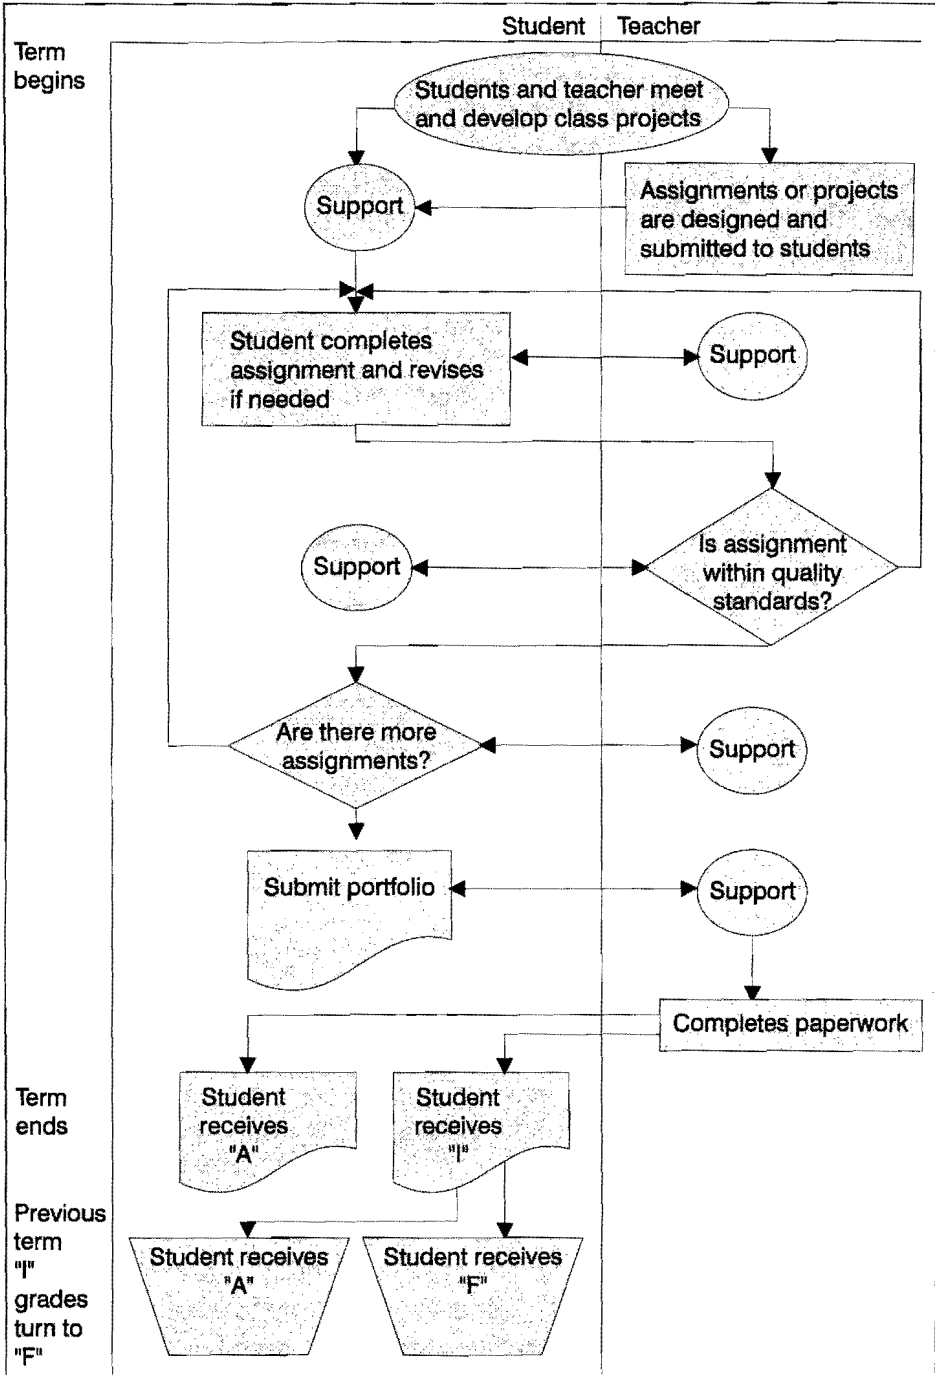 Student
Teacher
Term
begins
Students and teacher meet
and develop class projects
Support
Assignments or projects
are designed and
submitted to students
Student completes
assignment and revises
if needed
Support
Support
Is assignment
within quality
standards?
Are there more
assignments?
Support
Submit portfolio
Support
Completes paperwork
Term
ends
Student
receives
"A"
Student
receives
"I"
Previous
term
"I"
grades
turn to
"F"
Student receives
"A"
Student receives
"F"